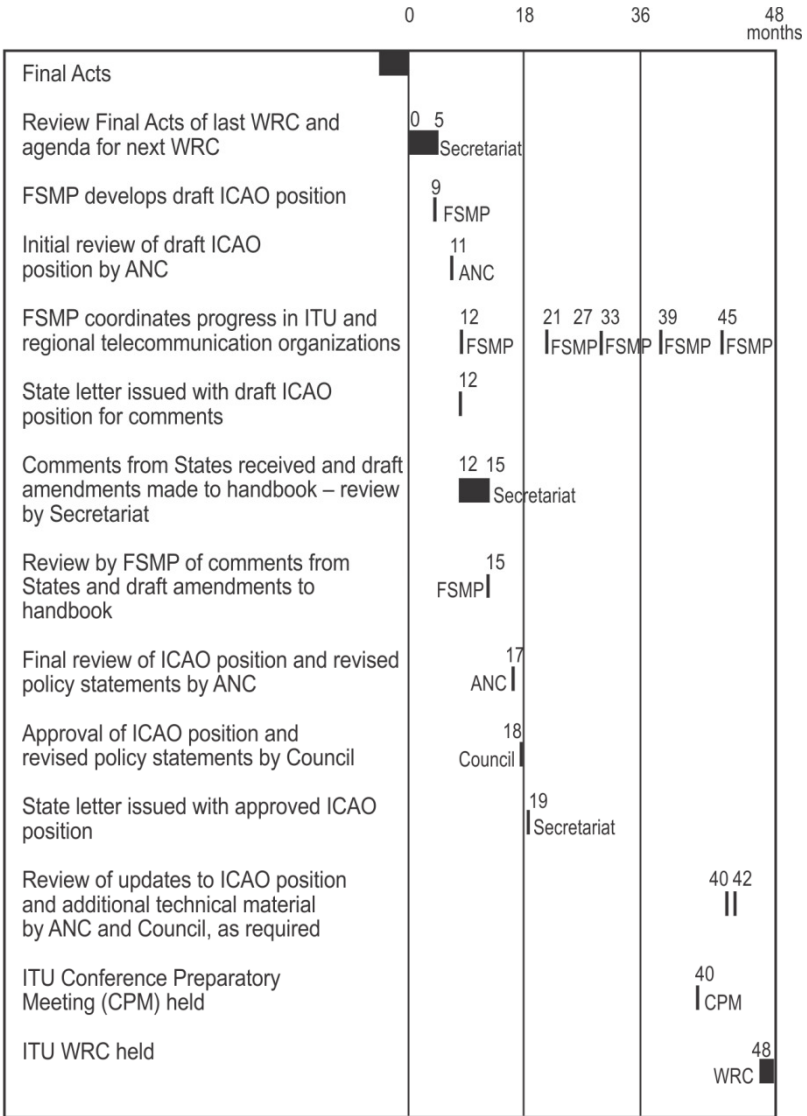 0 18 36 48
months
Final Acts
Review Final Acts of last WRC and
agenda for next WRC
0 5
Secretariat
FSMP develops draft ICAO position
9
FSMP
Initial review of draft ICAO
position by ANC
11
ANC
FSMP coordinates progress in ITU and
regional telecommunication organizations
12 21 27 33 39 45
FSMP FSMP FSMP FSMP FSMP
State letter issued with draft ICAO
position for comments
12
Comments from States received and draft
amendments made to handbook – review
by Secretariat
12 15
Secretariat
Review by FSMP of comments from
States and draft amendments to
handbook
15
FSMP
Final review of ICAO position and revised
policy statements by ANC
17
ANC
Approval of ICAO position and
revised policy statements by Council
18
Council
State letter issued with approved ICAO
position
19
Secretariat
Review of updates to ICAO position
and additional technical material
by ANC and Council, as required
40 42
ITU Conference Preparatory
Meeting (CPM) held
40
CPM
ITU WRC held
48
WRC